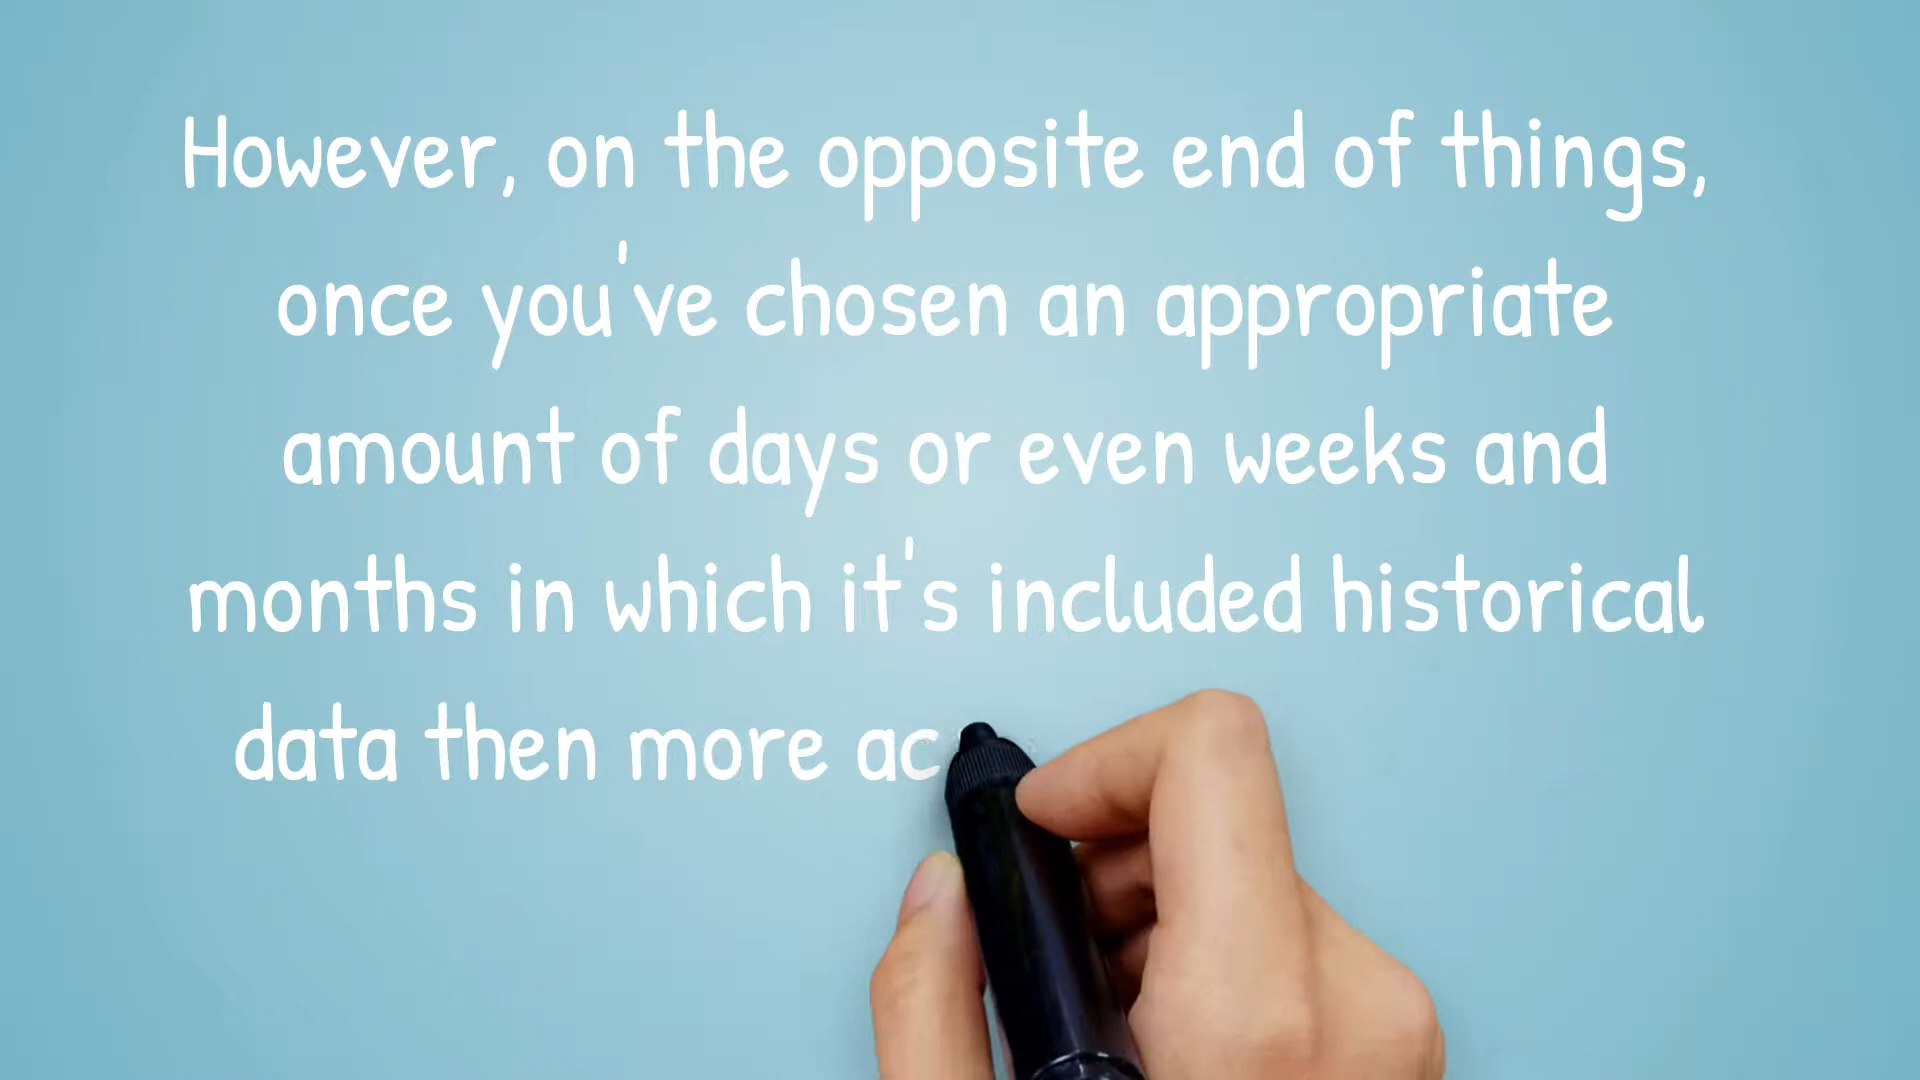 However, on the opposite end of things,
once you've chosen an appropriate
amount of days or even weeks and
months in which it's included historical
data then more ac